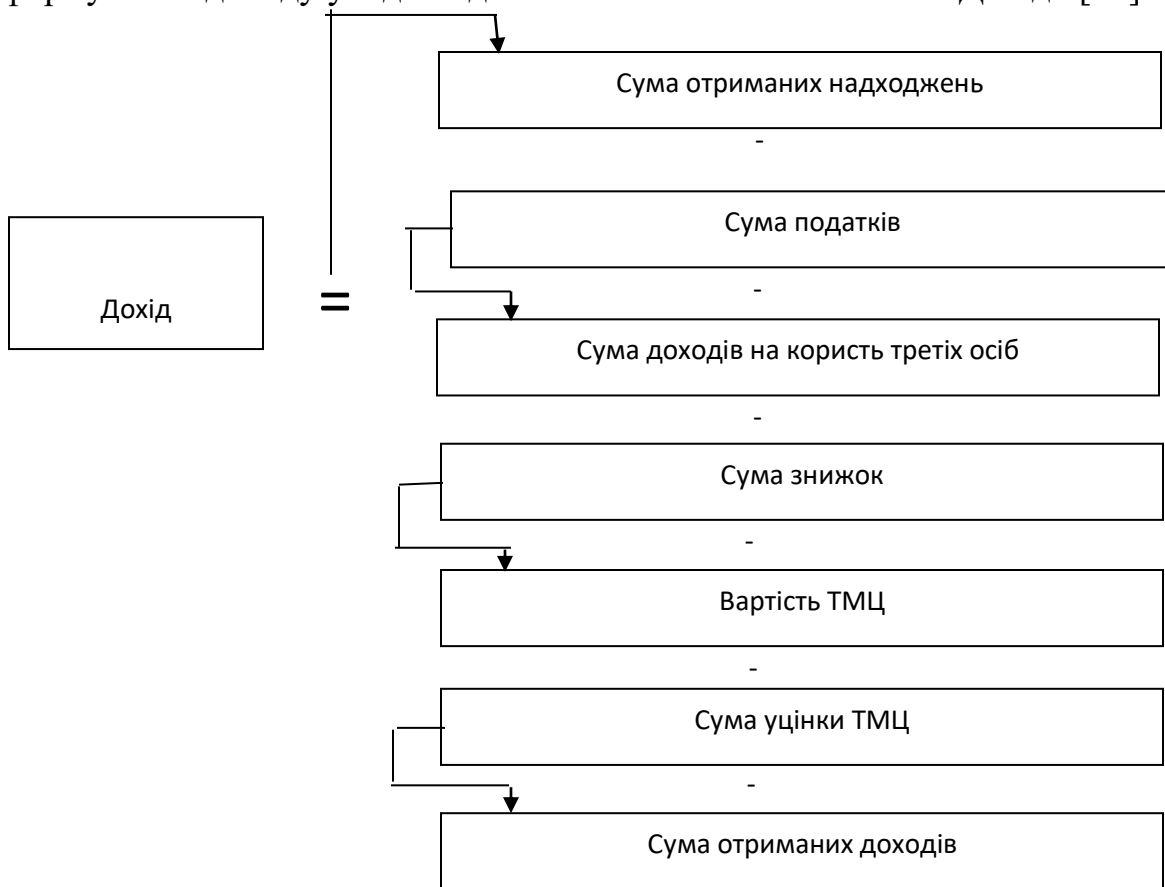 Сума отриманих надходжень
-
Сума податків
-
Дохід
=
Сума доходів на користь третіх осіб
-
Сума знижок
-
Вартість ТМЦ
-
Сума уцінки ТМЦ
-
Сума отриманих доходів